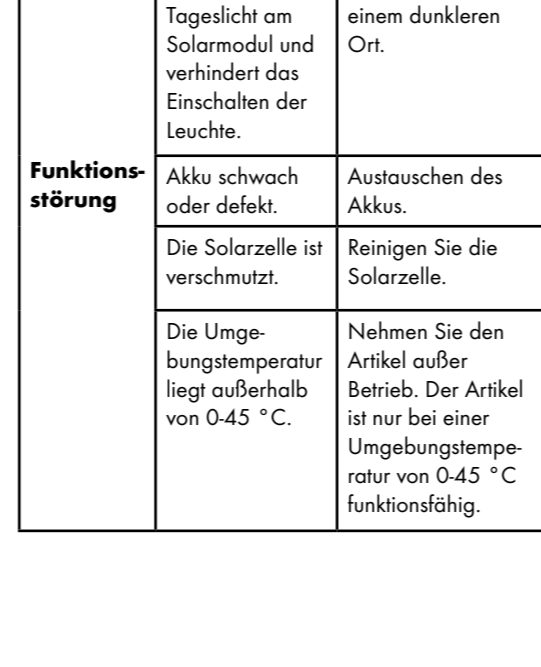 Tageslicht am
Solarmodul und
verhindert das
Einschalten der
Leuchte.
einem dunkleren
Ort.
Funktions-
störung
Akku schwach
oder defekt.
Austauschen des
Akkus.
Die Solarzelle ist
verschmutzt.
Reinigen Sie die
Solarzelle.
Die Umge-
bungstemperatur
liegt außerhalb
von 0-45 °C.
Nehmen Sie den
Artikel außer
Betrieb. Der Artikel
ist nur bei einer
Umgebungstempe-
ratur von 0-45 °C
funktionsfähig.